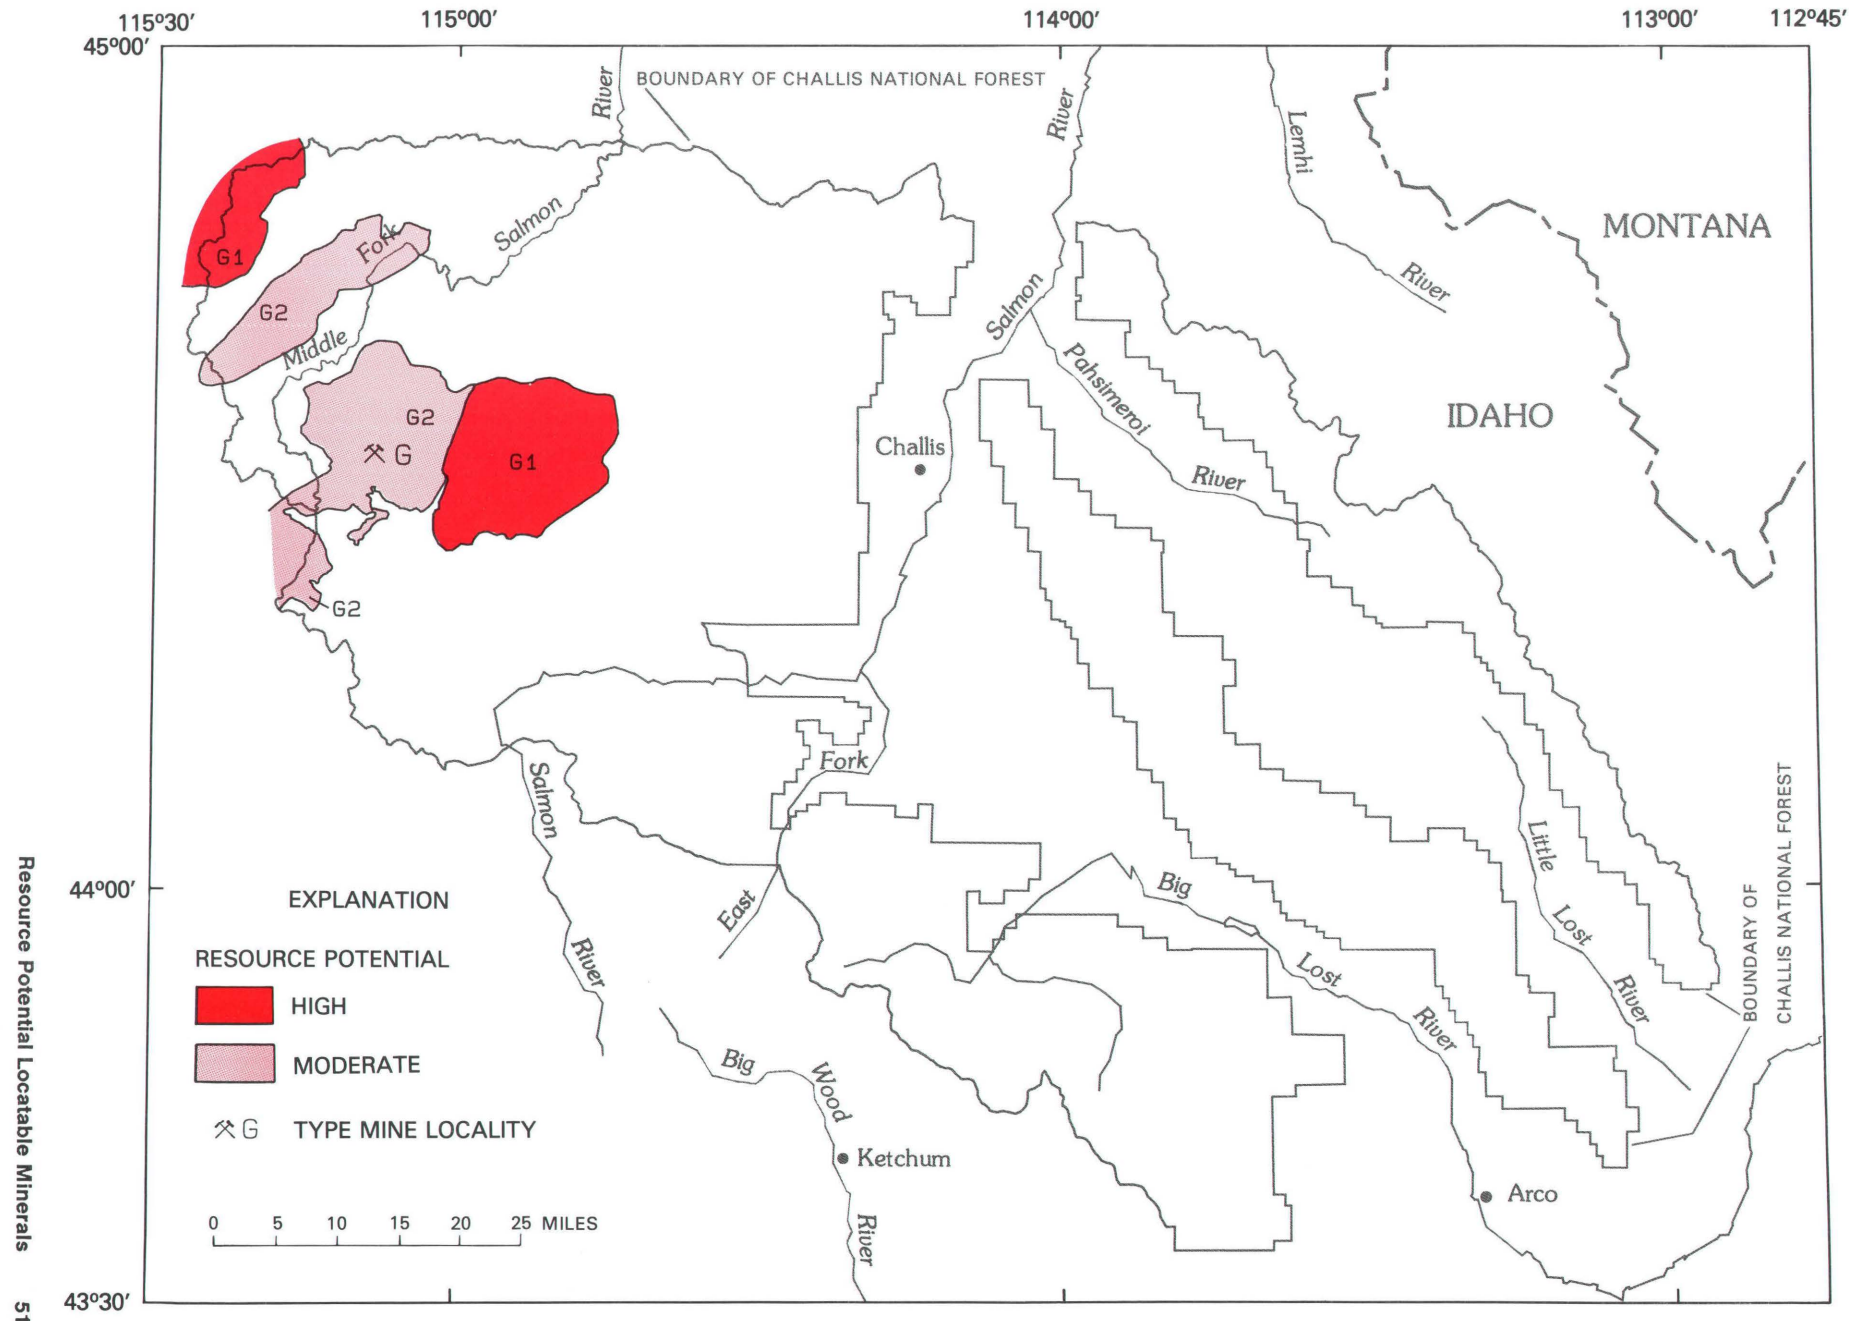 115°30′
115°00′
114°00′
113°00′
112°45′
45°00′
River
BOUNDARY OF CHALLIS NATIONAL FOREST
River
Lemhi
MONTANA
Salmon
Fork
G1
River
G2
Salmon
Middle
Pahsimeroi
IDAHO
G2
Challis
G
G1
River
G2
Fork
Salmon
Little
BOUNDARY OF
CHALLIS NATIONAL FOREST
44°00′
Big
East
Lost
River
Lost
River
River
Big
Wood
Ketchum
Arco
River
EXPLANATION
RESOURCE POTENTIAL
HIGH
MODERATE
G TYPE MINE LOCALITY
0 5 10 15 20 25 MILES
43°30′
Resource Potential Locatable Minerals 51